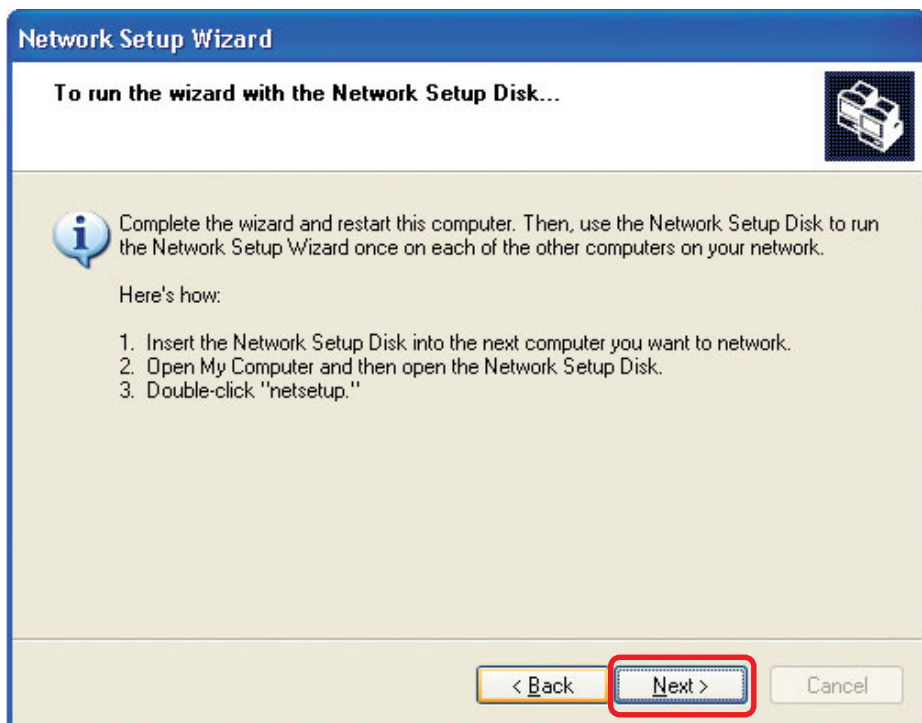 Network Setup Wizard
To run the wizard with the Network Setup Disk...
Complete the wizard and restart this computer. Then, use the Network Setup Disk to run
the Network Setup Wizard once on each of the other computers on your network.
Here's how:
1. Insert the Network Setup Disk into the next computer you want to network.
2. Open My Computer and then open the Network Setup Disk.
3. Double-click "netsetup."
< Back
Next >
Cancel